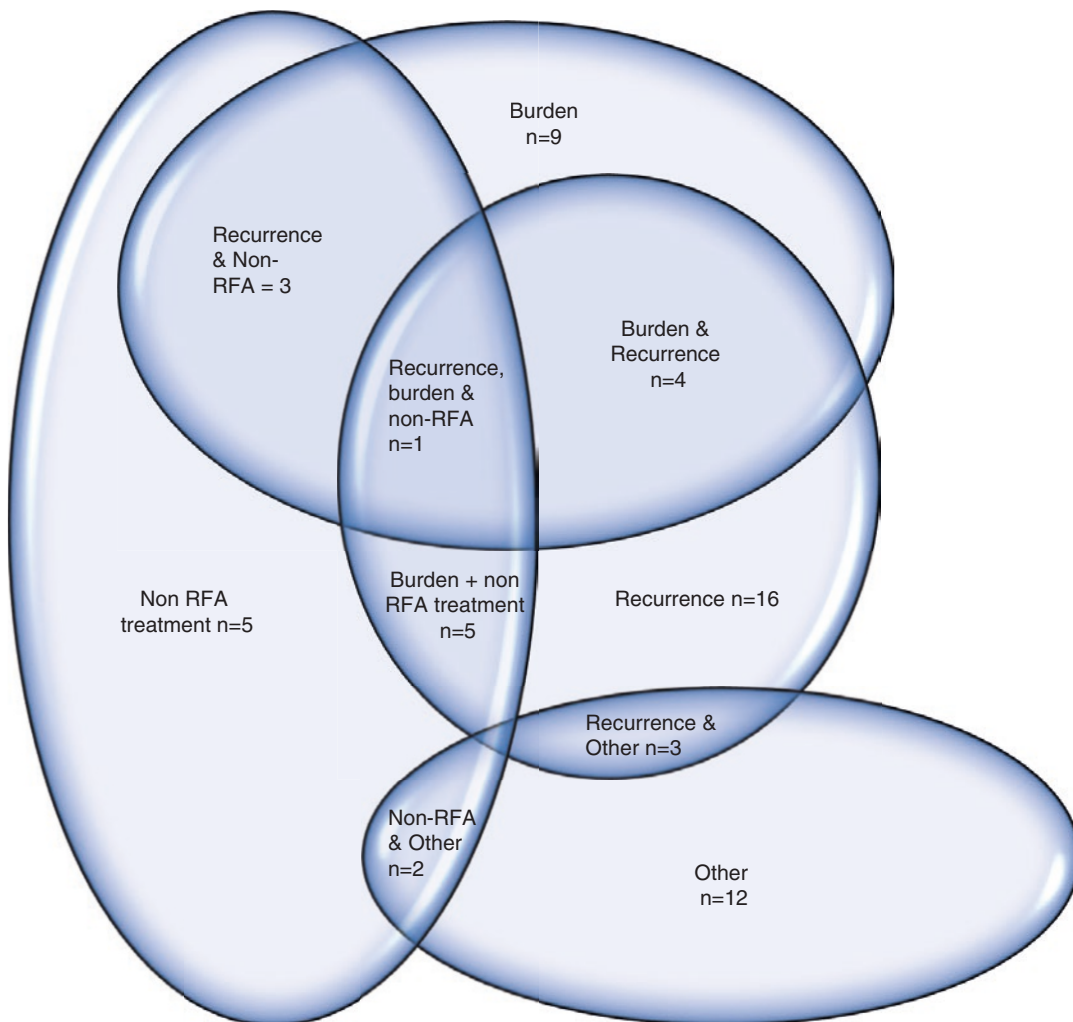 Burden
n=9
Recurrence
& Non-
RFA = 3
Burden &
Recurrence
n=4
Recurrence,
burden &
non-RFA
n=1
Non RFA
treatment n=5
Burden + non
RFA treatment
n=5
Recurrence n=16
Recurrence &
Other n=3
Non-RFA
& Other
n=2
Other
n=12